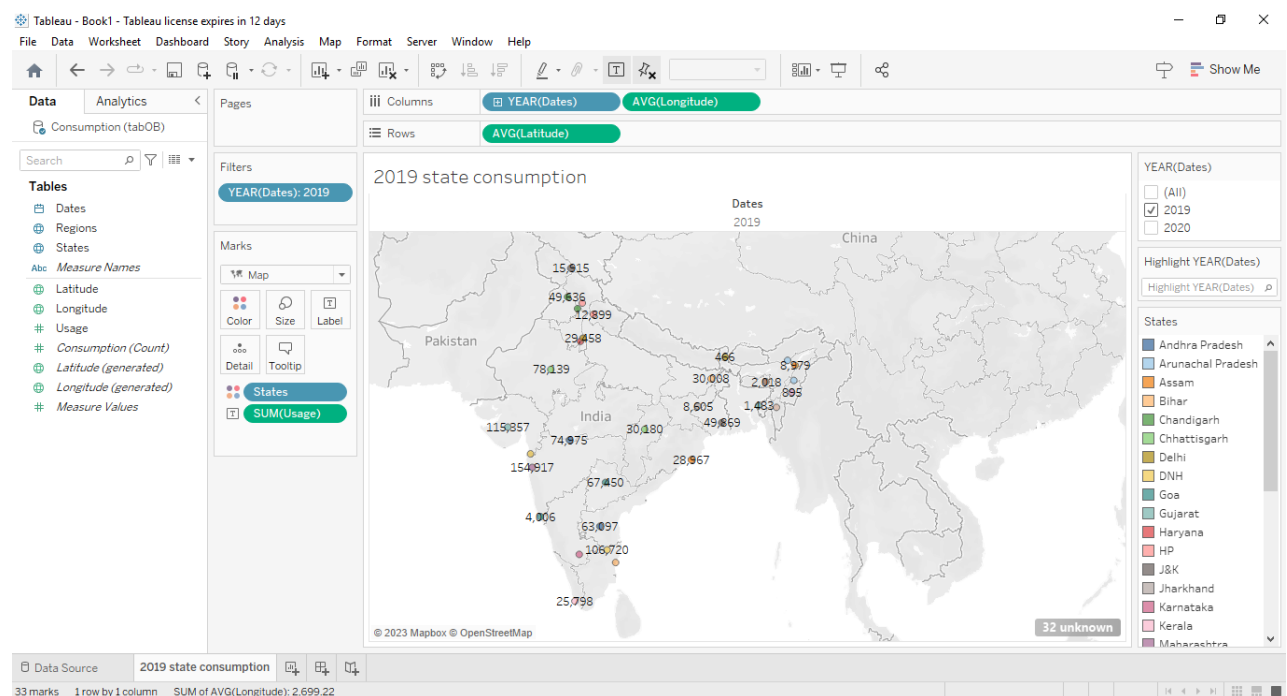 Tableau - Book1 - Tableau license expires in 12 days
File Data Worksheet Dashboard Story Analysis Map Format Server Window Help
Show Me
Data Analytics
Consumption (tabOB)
Search
Tables
Dates
Regions
States
Abc Measure Names
Latitude
Longitude
# Usage
# Consumption (Count)
Latitude (generated)
Longitude (generated)
# Measure Values
Pages
Filters
YEAR(Dates): 2019
Marks
Map
Color Size Label
Detail Tooltip
States
SUM(Usage)
Columns YEAR(Dates) AVG(Longitude)
Rows AVG(Latitude)
2019 state consumption
Dates
2019
China
15,915
49,636
12,899
Pakistan
29,458
466
8,979
78,139
30,008
2,018
895
India
8,605
1,483
115,357
30,180
49,869
74,975
154,917
28,967
67,450
4,006
63,097
106,720
25,798
© 2023 Mapbox © OpenStreetMap
32 unknown
YEAR(Dates)
(All)
2019
2020
Highlight YEAR(Dates)
Highlight YEAR(Dates)
States
Andhra Pradesh
Arunachal Pradesh
Assam
Bihar
Chandigarh
Chhattisgarh
Delhi
DNH
Goa
Gujarat
Haryana
HP
J&K
Jharkhand
Karnataka
Kerala
Maharashtra
Data Source 2019 state consumption
33 marks 1 row by 1 column SUM of AVG(Longitude): 2,699.22